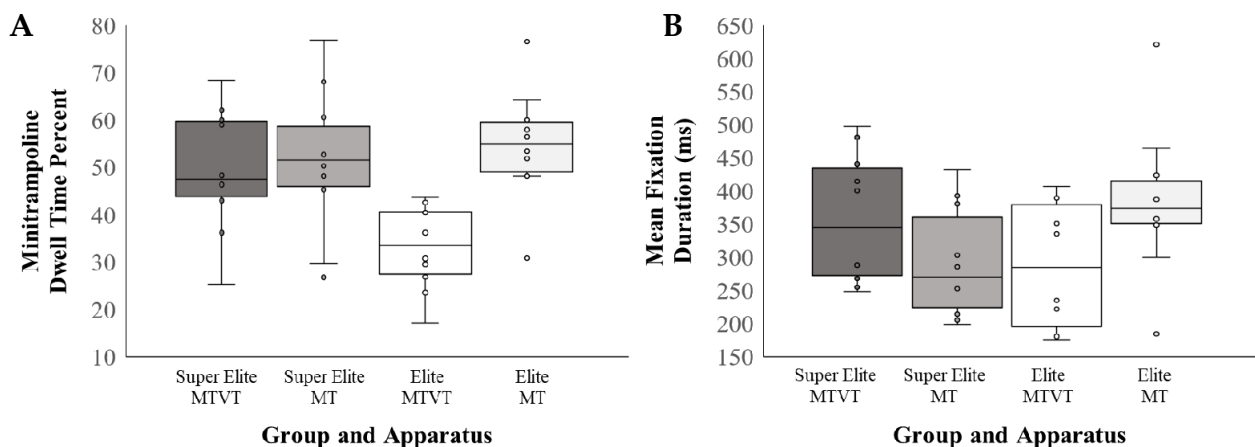 A
Minitrampoline
Dwell Time Percent
80
70
60
50
40
30
20
10
Super Elite
MTVT
Super Elite
MT
Elite
MTVT
Elite
MT
Group and Apparatus
B
Mean Fixation
Duration (ms)
650
600
550
500
450
400
350
300
250
200
150
Super Elite
MTVT
Super Elite
MT
Elite
MTVT
Elite
MT
Group and Apparatus